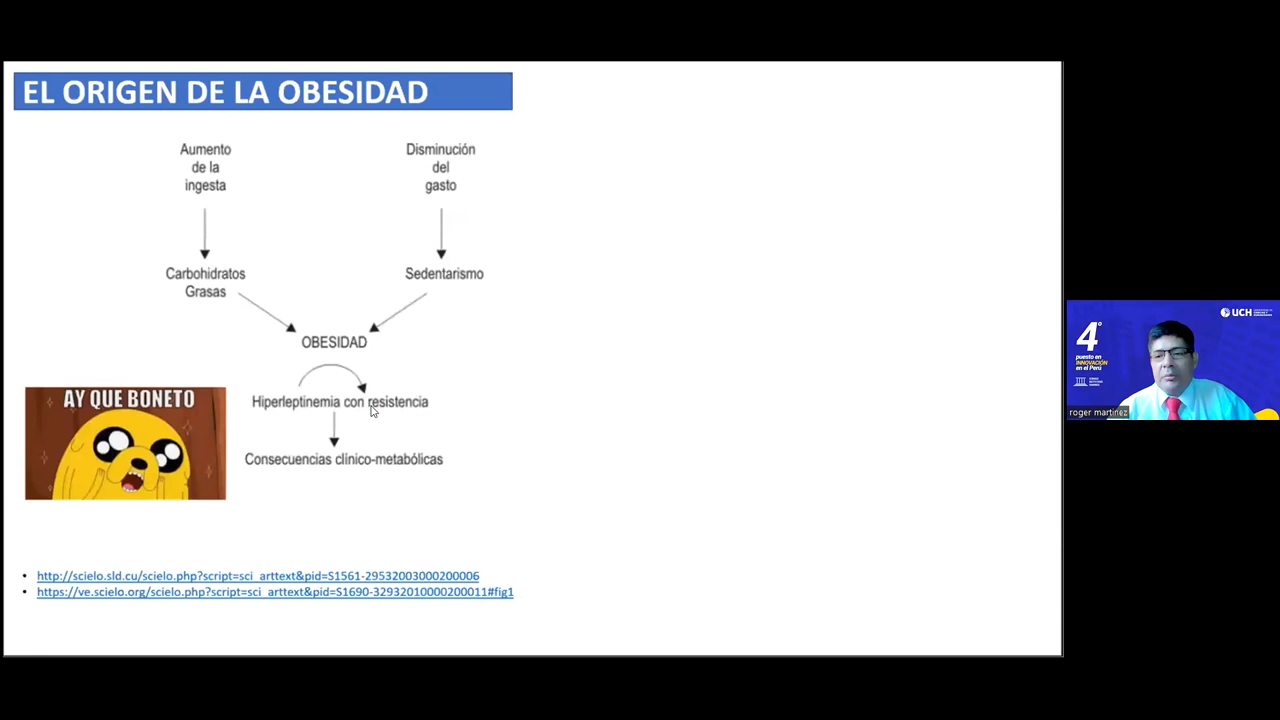 EL ORIGEN DE LA OBESIDAD
Aumento
de la
ingesta
Disminución
del
gasto
Carbohidratos
Grasas
Sedentarismo
OBESIDAD
Hiperleptinemia con resistencia
Consecuencias clínico-metabólicas
AY QUE BONETO
• http://scielo.sld.cu/scielo.php?script=sci_arttext&pid=S1561-29532003000200006
• https://ve.scielo.org/scielo.php?script=sci_arttext&pid=S1690-32932010000200011#fig1
4°
puesto en
INNOVACIÓN
en el Perú
UCH
roger martinez